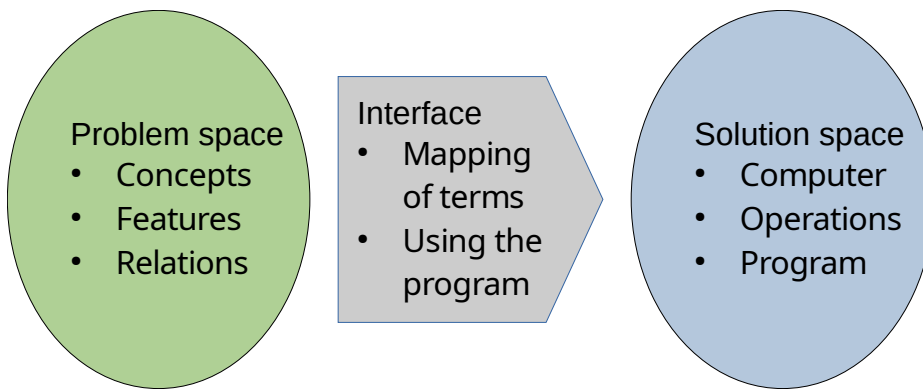 Problem space
• Concepts
• Features
• Relations
Interface
• Mapping
of terms
• Using the
program
Solution space
• Computer
• Operations
• Program